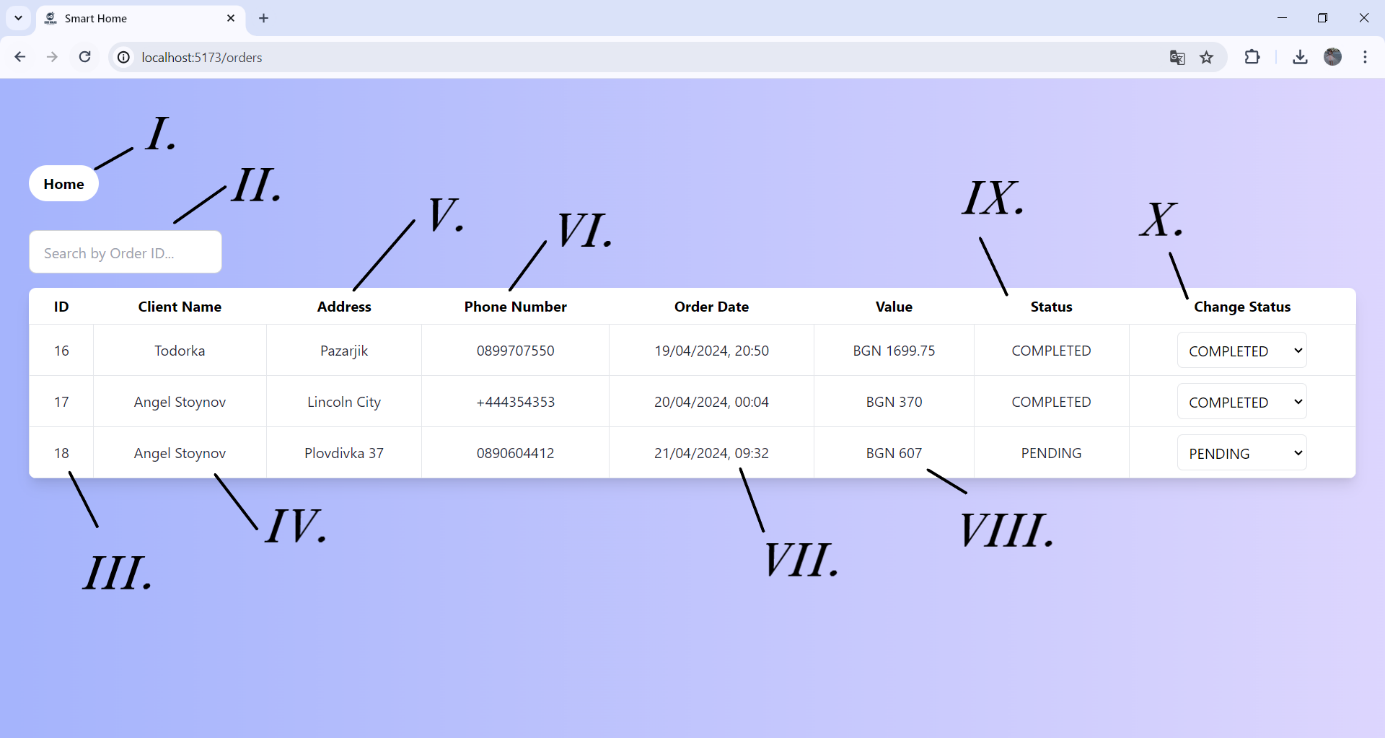 Smart Home
localhost:5173/orders
I.
Home
II.
V.
VI.
IX.
X.
Search by Order ID...
ID Client Name Address Phone Number Order Date Value Status Change Status
16 Todorka Pazarjik 0899707550 19/04/2024, 20:50 BGN 1699.75 COMPLETED COMPLETED
17 Angel Stoynov Lincoln City +444354353 20/04/2024, 00:04 BGN 370 COMPLETED COMPLETED
18 Angel Stoynov Plovdivka 37 0890604412 21/04/2024, 09:32 BGN 607 PENDING PENDING
III.
IV.
VII.
VIII.